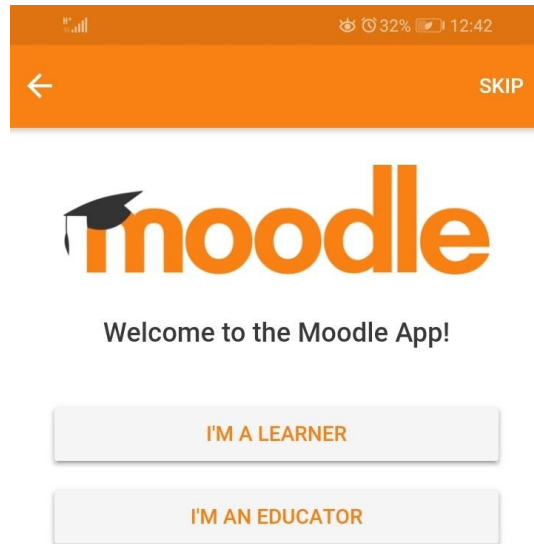 32% 12:42
SKIP
moodle
Welcome to the Moodle App!
I'M A LEARNER
I'M AN EDUCATOR